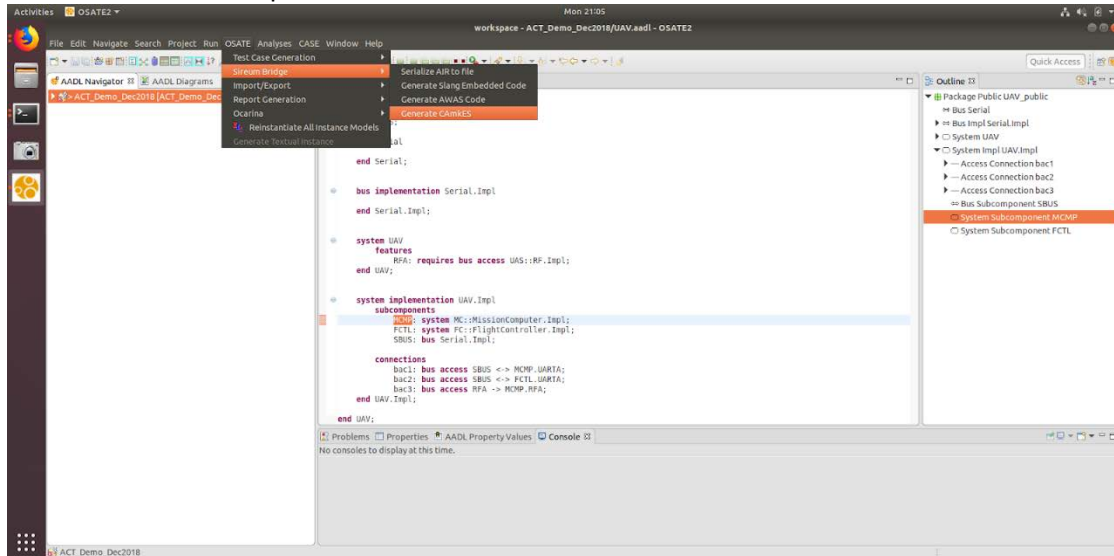 Activities OSATE2 Mon 21:05
workspace - ACT_Demo_Dec2018/UAV.aadl - OSATE2
File Edit Navigate Search Project Run OSATE Analyses CASE Window Help
Quick Access
Test Case Generation
Sireum Bridge
Import/Export
Report Generation
Ocarina
Reinstantiate All Instance Models
Generate Textual Instance
Serialize AIR to file
Generate Slang Embedded Code
Generate AWAS Code
Generate CAmkES
AADL Navigator AADL Diagrams
ACT_Demo_Dec2018 [ACT_Demo_Dec
end Serial;
bus implementation Serial.Impl
end Serial.Impl;
system UAV
features
RFA: requires bus access UAS::RF.Impl;
end UAV;
system implementation UAV.Impl
subcomponents
MCMP: system MC::MissionComputer.Impl;
FCTL: system FC::FlightController.Impl;
SBUS: bus Serial.Impl;
connections
bac1: bus access SBUS <-> MCMP.UARTA;
bac2: bus access SBUS <-> FCTL.UARTA;
bac3: bus access RFA -> MCMP.RFA;
end UAV.Impl;
end UAV;
Outline
Package Public UAV_public
Bus Serial
Bus Impl Serial.Impl
System UAV
System Impl UAV.Impl
Access Connection bac1
Access Connection bac2
Access Connection bac3
Bus Subcomponent SBUS
System Subcomponent MCMP
System Subcomponent FCTL
Problems Properties AADL Property Values Console
No consoles to display at this time.
ACT_Demo_Dec2018